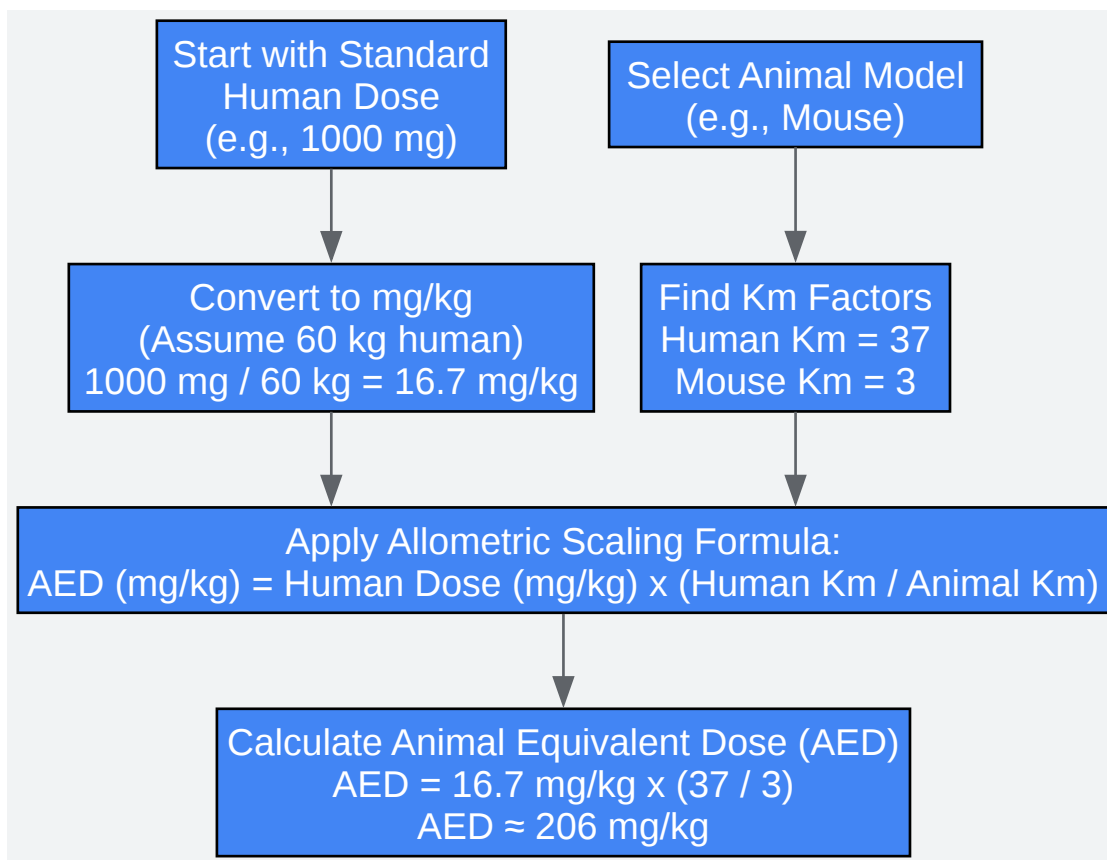 Start with Standard
Human Dose
(e.g., 1000 mg)
Select Animal Model
(e.g., Mouse)
Convert to mg/kg
(Assume 60 kg human)
1000 mg / 60 kg = 16.7 mg/kg
Find Km Factors
Human Km = 37
Mouse Km = 3
Apply Allometric Scaling Formula:
AED (mg/kg) = Human Dose (mg/kg) x (Human Km / Animal Km)
Calculate Animal Equivalent Dose (AED)
AED = 16.7 mg/kg x (37 / 3)
AED ≈ 206 mg/kg